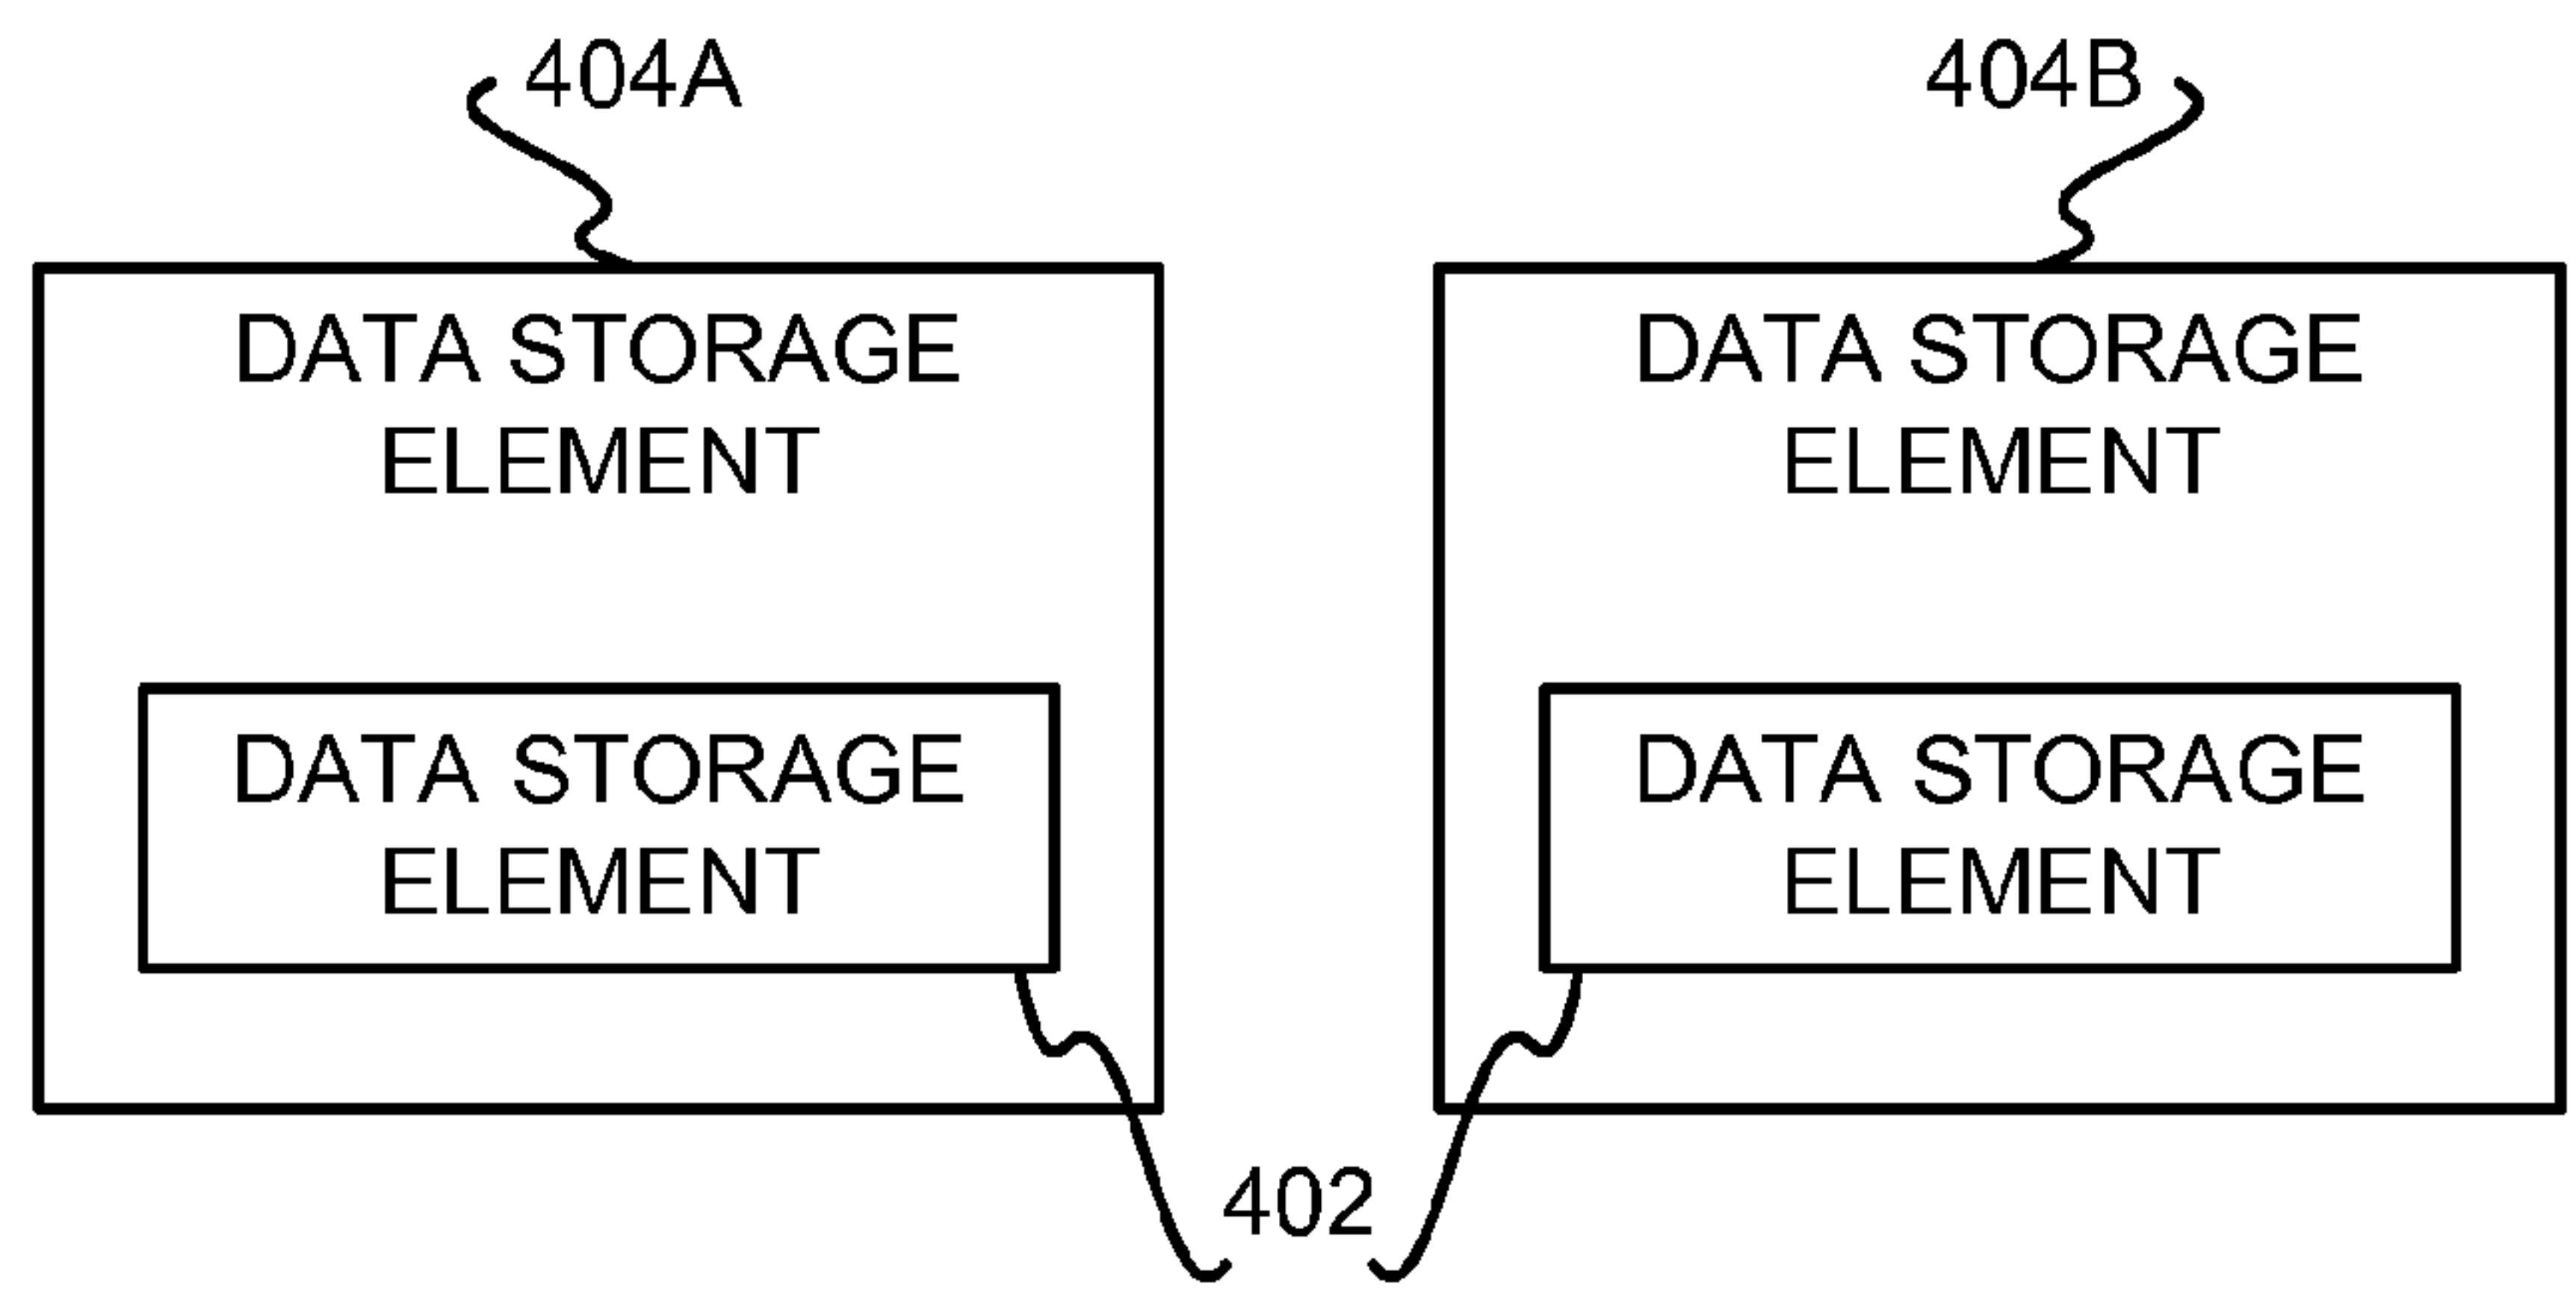 404A
404B
DATA STORAGE
ELEMENT
DATA STORAGE
ELEMENT
DATA STORAGE
ELEMENT
DATA STORAGE
ELEMENT
402